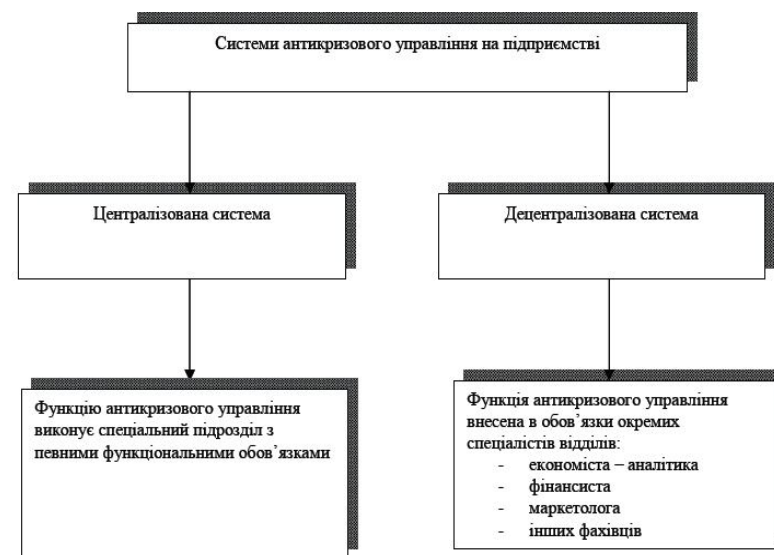 Системи антикризового управління на підприємстві
Централізована система
Децентралізована система
Функцію антикризового управління
виконує спеціальний підрозділ з
певними функціональними обов’язками
Функція антикризового управління
внесена в обов’язки окремих
спеціалістів відділів:
- економіста – аналітика
- фінансиста
- маркетолога
- інших фахівців